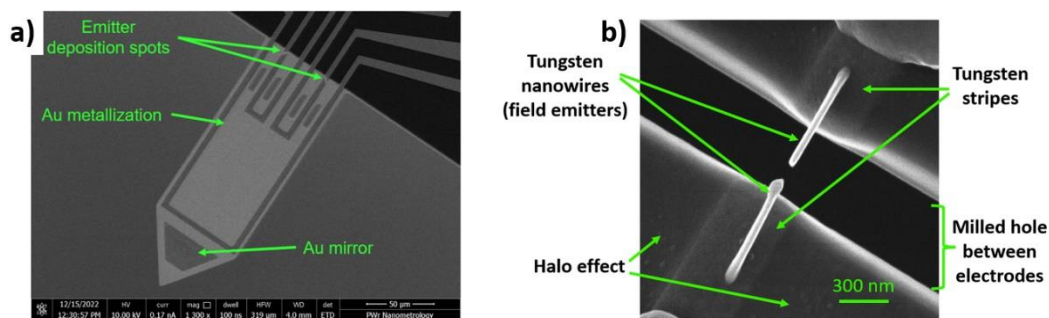 a)
Emitter
deposition spots
Au metallization
Au mirror
12/15/2022
12:30:57 PM
HV
10.00 kV
curr
0.17 nA
mag
1 300 x
dwell
100 ns
HFW
319 µm
WD
4.0 mm
det
ETD
50 µm
PWr Nanometrology
b)
Tungsten
nanowires
(field emitters)
Tungsten
stripes
Halo effect
Milled hole
between
electrodes
300 nm